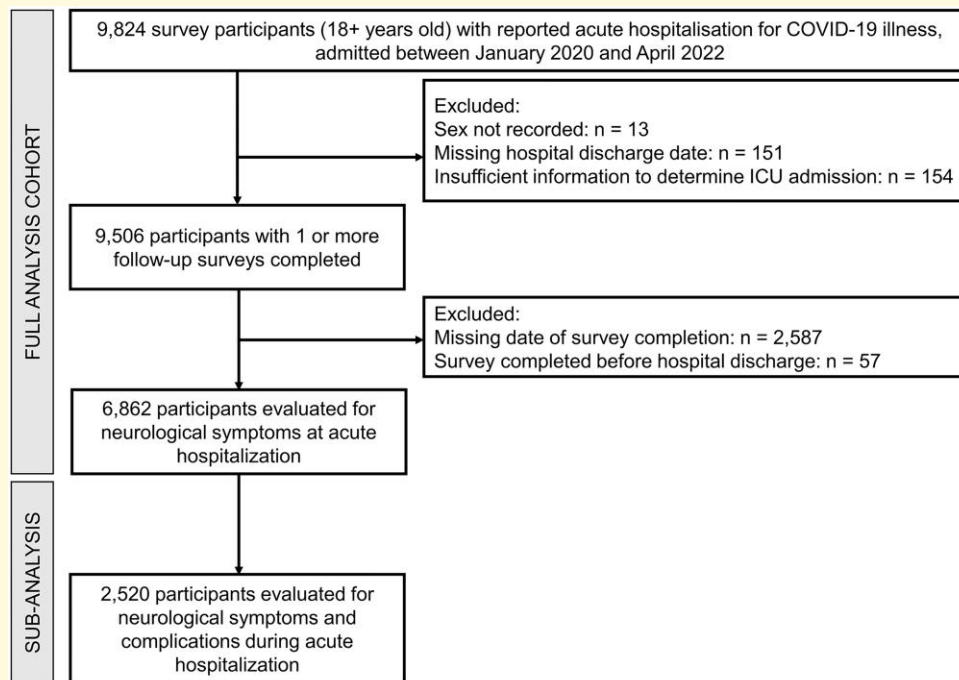 9,824 survey participants (18+ years old) with reported acute hospitalisation for COVID-19 illness,
admitted between January 2020 and April 2022
Excluded:
Sex not recorded: n = 13
Missing hospital discharge date: n = 151
Insufficient information to determine ICU admission: n = 154
FULL ANALYSIS COHORT
9,506 participants with 1 or more
follow-up surveys completed
Excluded:
Missing date of survey completion: n = 2,587
Survey completed before hospital discharge: n = 57
6,862 participants evaluated for
neurological symptoms at acute
hospitalization
SUB-ANALYSIS
2,520 participants evaluated for
neurological symptoms and
complications during acute
hospitalization